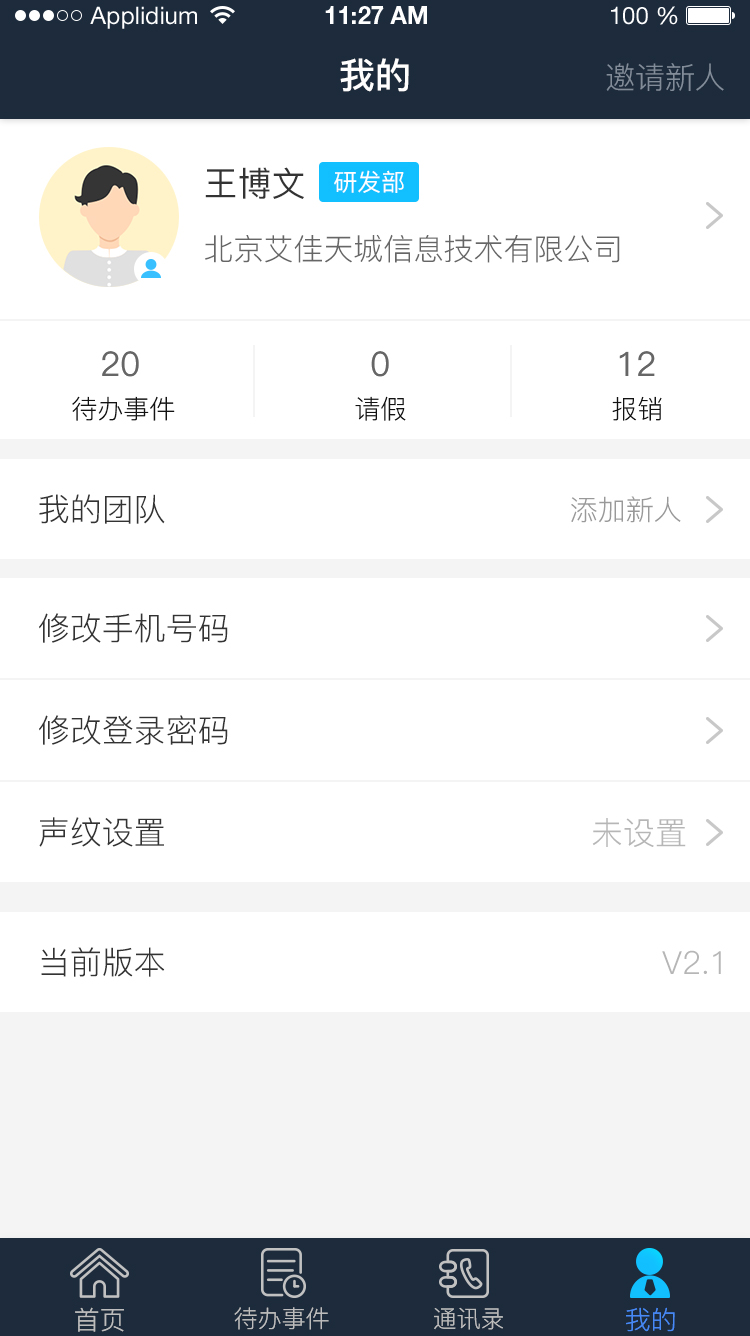 Applidium 11:27 AM 100 %
我的 邀请新人
王博文 研发部
北京艾佳天城信息技术有限公司
20 0 12
待办事件 请假 报销
我的团队 添加新人
修改手机号码
修改登录密码
声纹设置 未设置
当前版本 V2.1
首页 待办事件 通讯录 我的